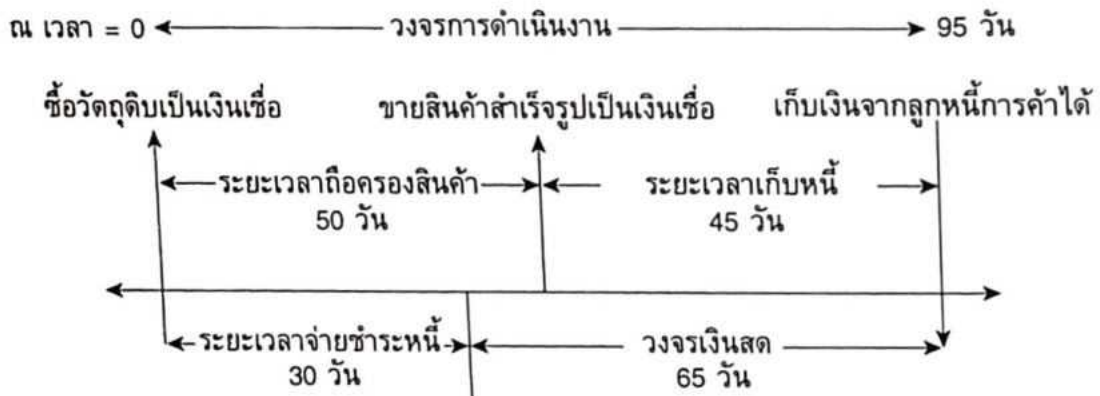 ณ เวลา = 0 วงจรการดำเนินงาน 95 วัน
ซื้อวัตถุดิบเป็นเงินเชื่อ ขายสินค้าสำเร็จรูปเป็นเงินเชื่อ เก็บเงินจากลูกหนี้การค้าได้
ระยะเวลาถือครองสินค้า ระยะเวลาเก็บหนี้
50 วัน 45 วัน
ระยะเวลาจ่ายชำระหนี้ วงจรเงินสด
30 วัน 65 วัน